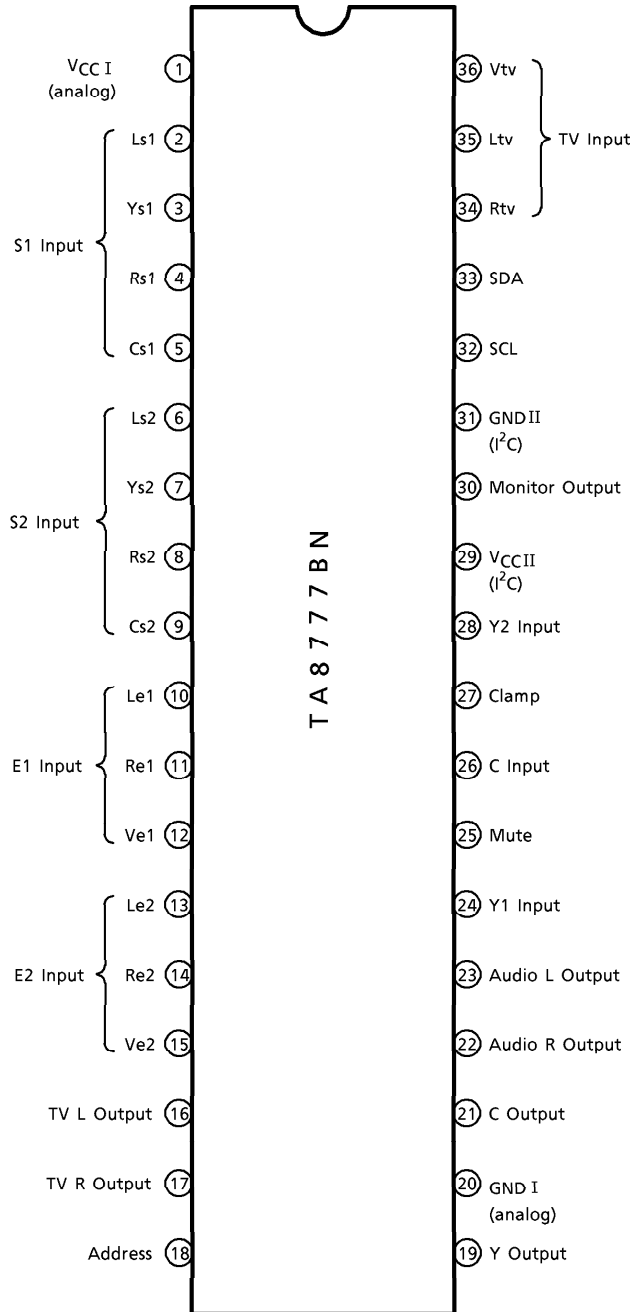 VCC I 1
(analog)
S1 Input
Ls1 2
Ys1 3
Rs1 4
Cs1 5
S2 Input
Ls2 6
Ys2 7
Rs2 8
Cs2 9
E1 Input
Le1 10
Re1 11
Ve1 12
E2 Input
Le2 13
Re2 14
Ve2 15
TV L Output 16
TV R Output 17
Address 18
TA8777BN
36 Vtv
35 Ltv
34 Rtv
TV Input
33 SDA
32 SCL
31 GND II
(I²C)
30 Monitor Output
29 VCC II
(I²C)
28 Y2 Input
27 Clamp
26 C Input
25 Mute
24 Y1 Input
23 Audio L Output
22 Audio R Output
21 C Output
20 GND I
(analog)
19 Y Output